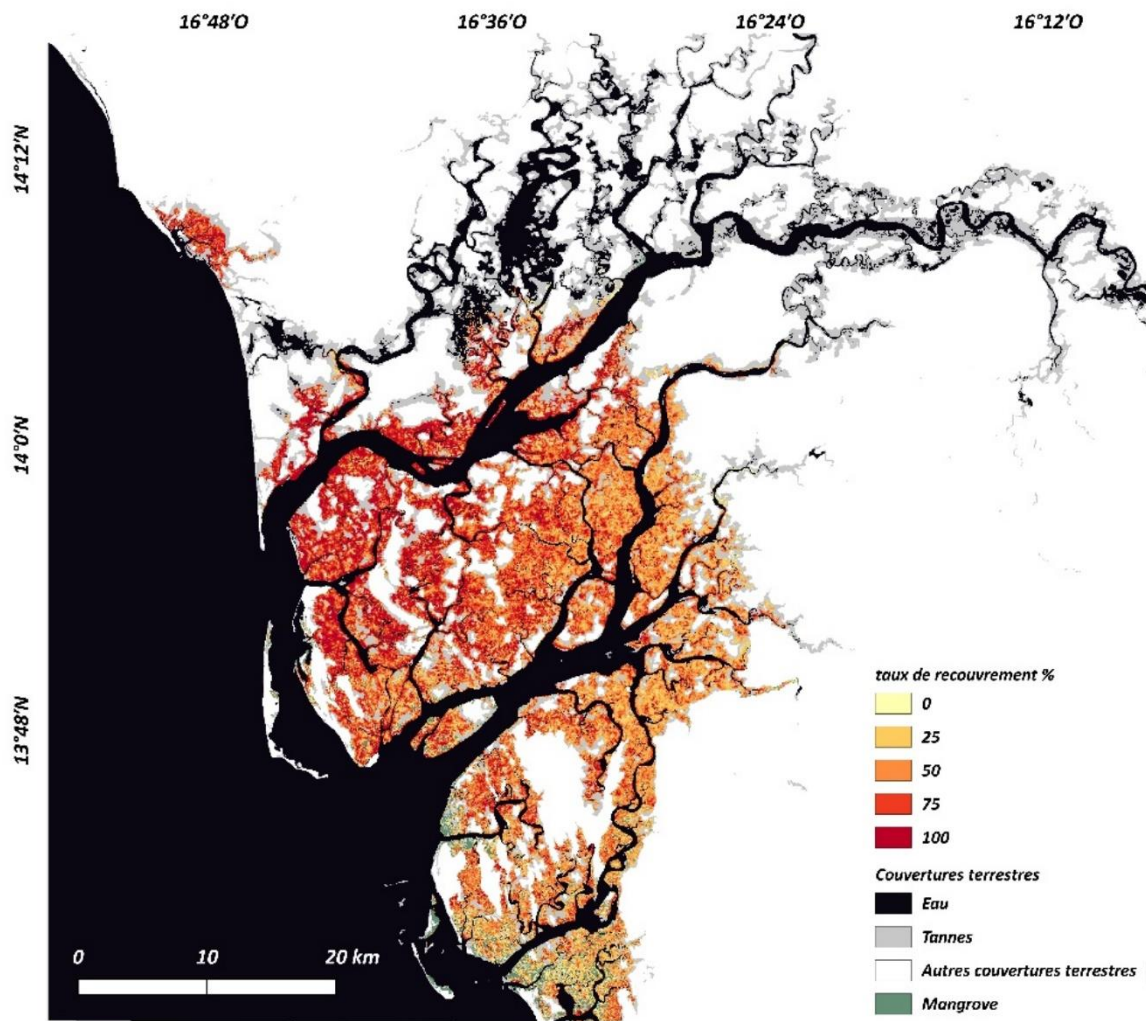 16°48'O 16°36'O 16°24'O 16°12'O
14°12'N
14°0'N
13°48'N
taux de recouvrement %
0
25
50
75
100
Couvertures terrestres
Eau
Tannes
Autres couvertures terrestres
Mangrove
0 10 20 km